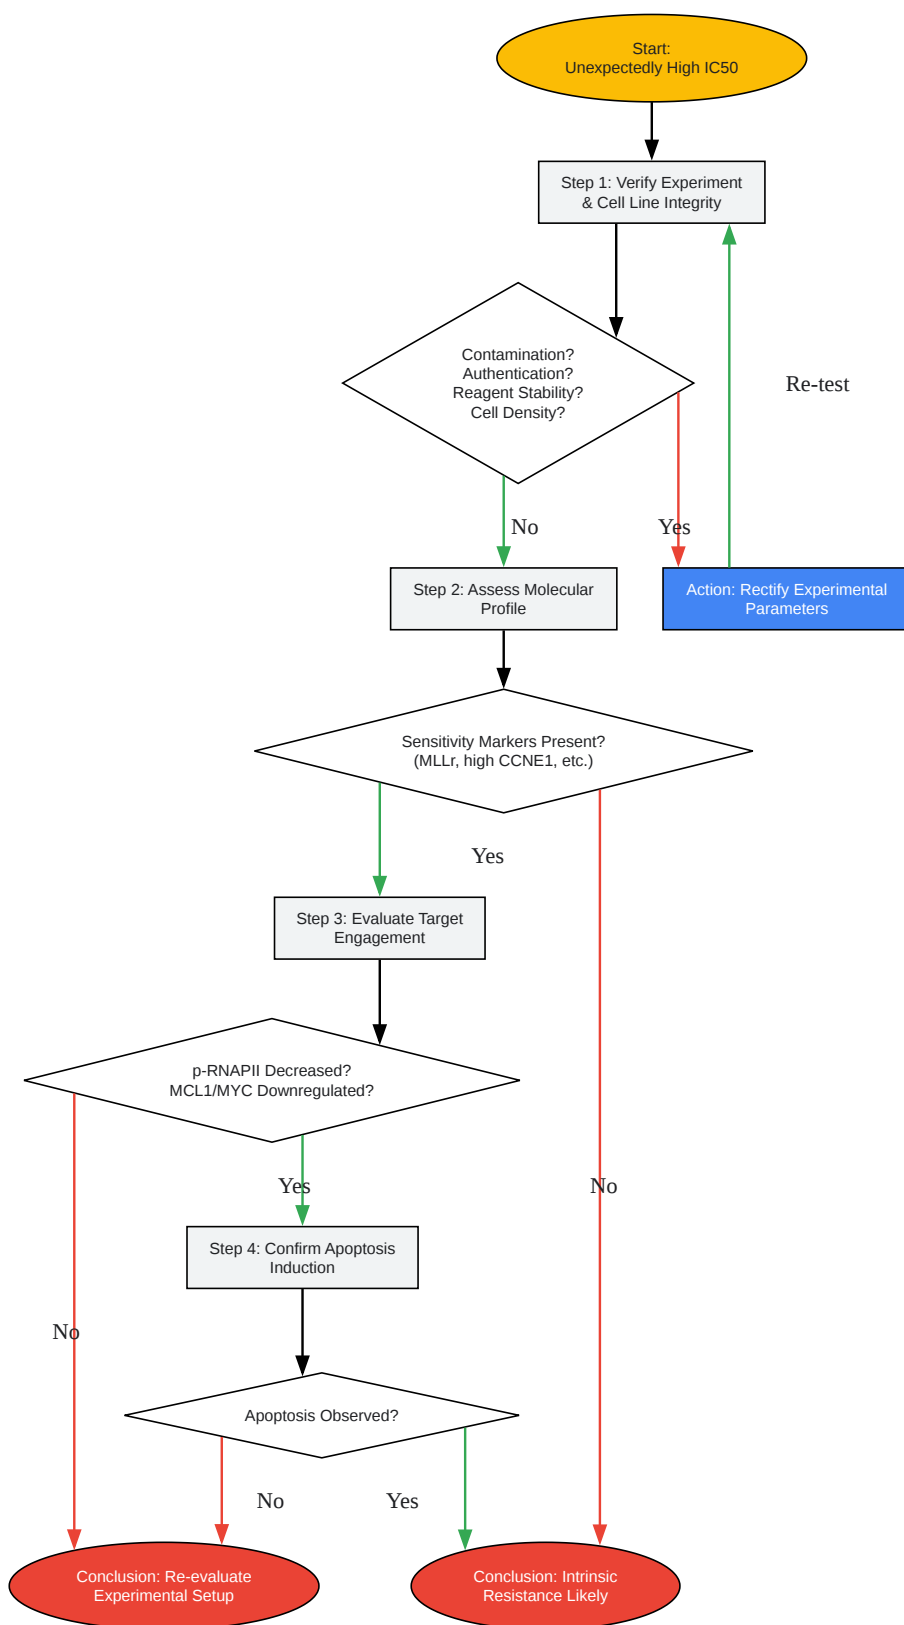 Start:
Unexpectedly High IC50
Step 1: Verify Experiment
& Cell Line Integrity
Contamination?
Authentication?
Reagent Stability?
Cell Density?
Re-test
No
Yes
Step 2: Assess Molecular
Profile
Action: Rectify Experimental
Parameters
Sensitivity Markers Present?
(MLLr, high CCNE1, etc.)
Yes
Step 3: Evaluate Target
Engagement
p-RNAPII Decreased?
MCL1/MYC Downregulated?
Yes
No
Step 4: Confirm Apoptosis
Induction
No
Apoptosis Observed?
No
Yes
Conclusion: Re-evaluate
Experimental Setup
Conclusion: Intrinsic
Resistance Likely